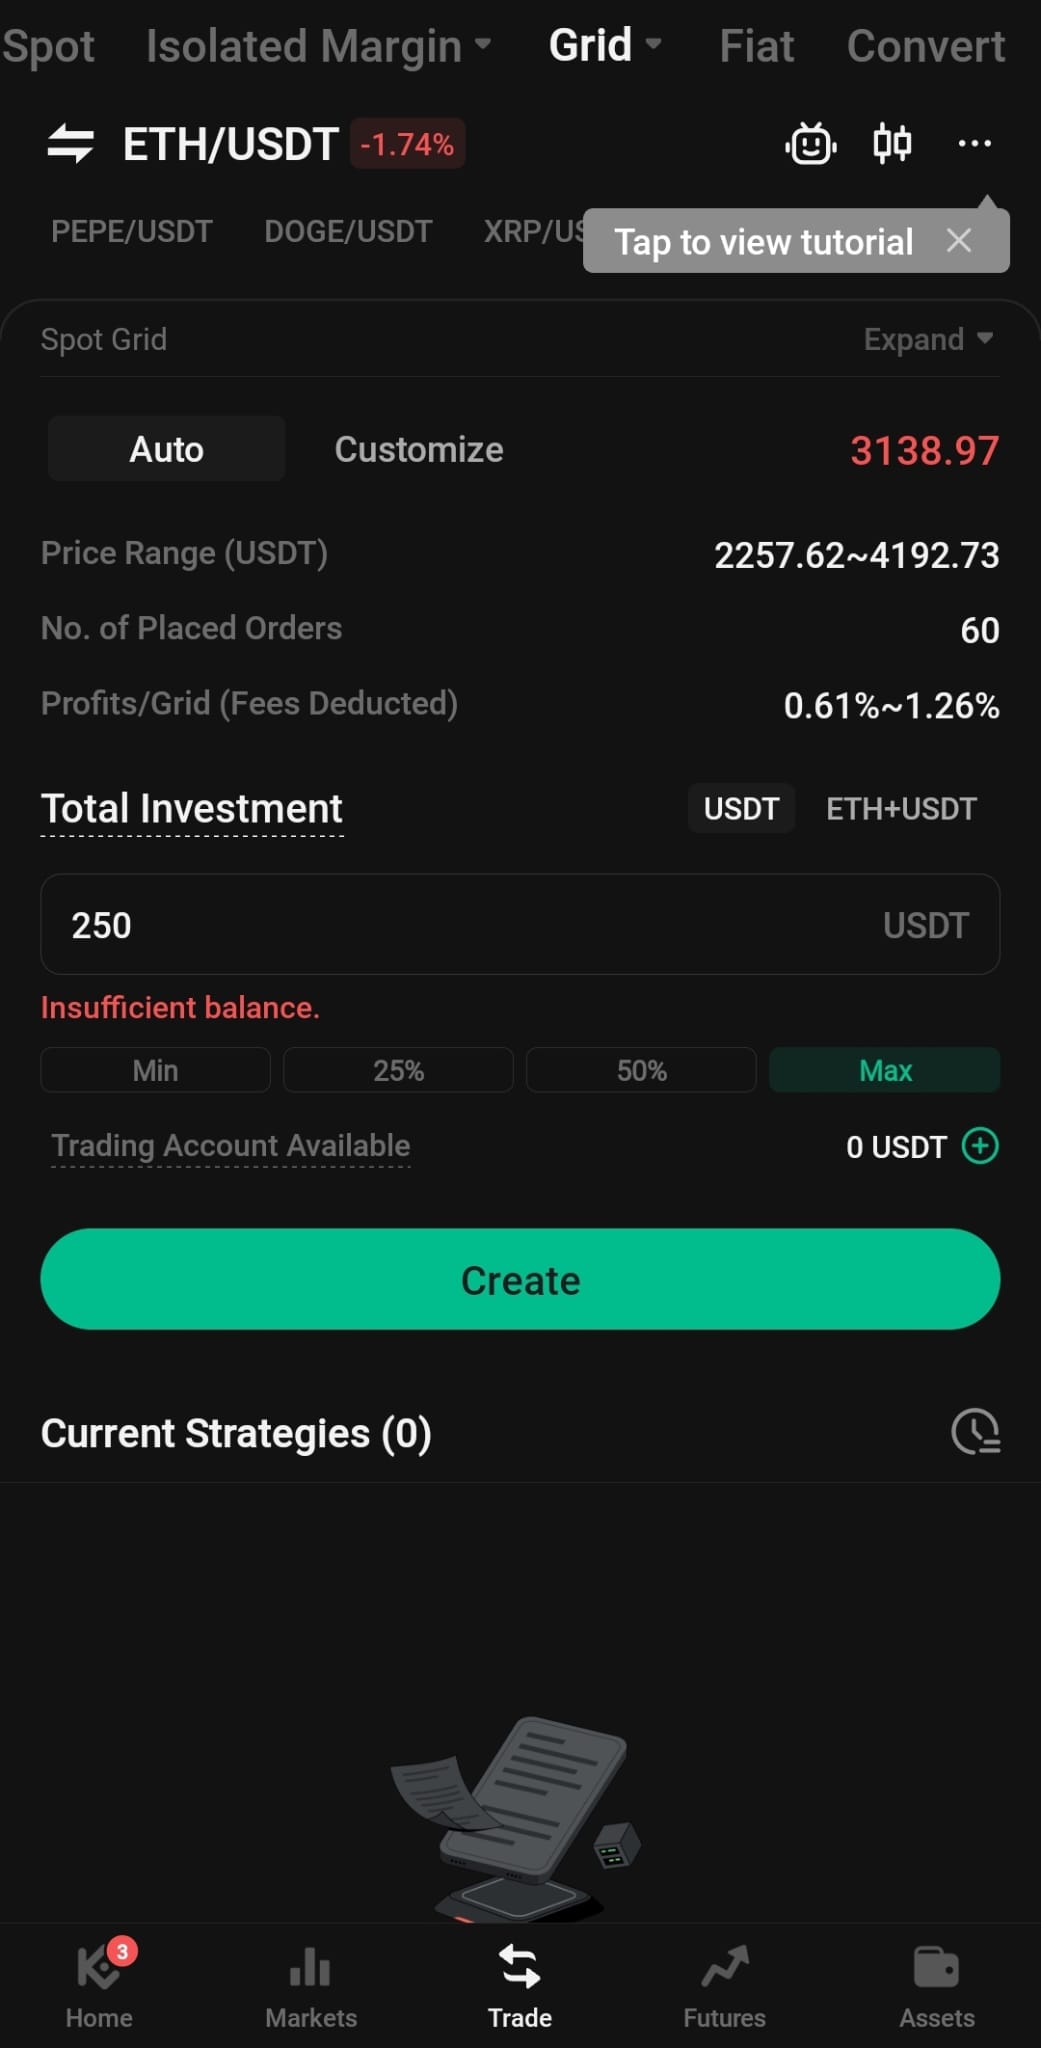 Spot Isolated Margin Grid Fiat Convert
ETH/USDT -1.74%
PEPE/USDT DOGE/USDT XRP/US
Tap to view tutorial
Spot Grid Expand
Auto Customize 3138.97
Price Range (USDT) 2257.62~4192.73
No. of Placed Orders 60
Profits/Grid (Fees Deducted) 0.61%~1.26%
Total Investment USDT ETH+USDT
250 USDT
Insufficient balance.
Min 25% 50% Max
Trading Account Available 0 USDT
Create
Current Strategies (0)
3
Home Markets Trade Futures Assets